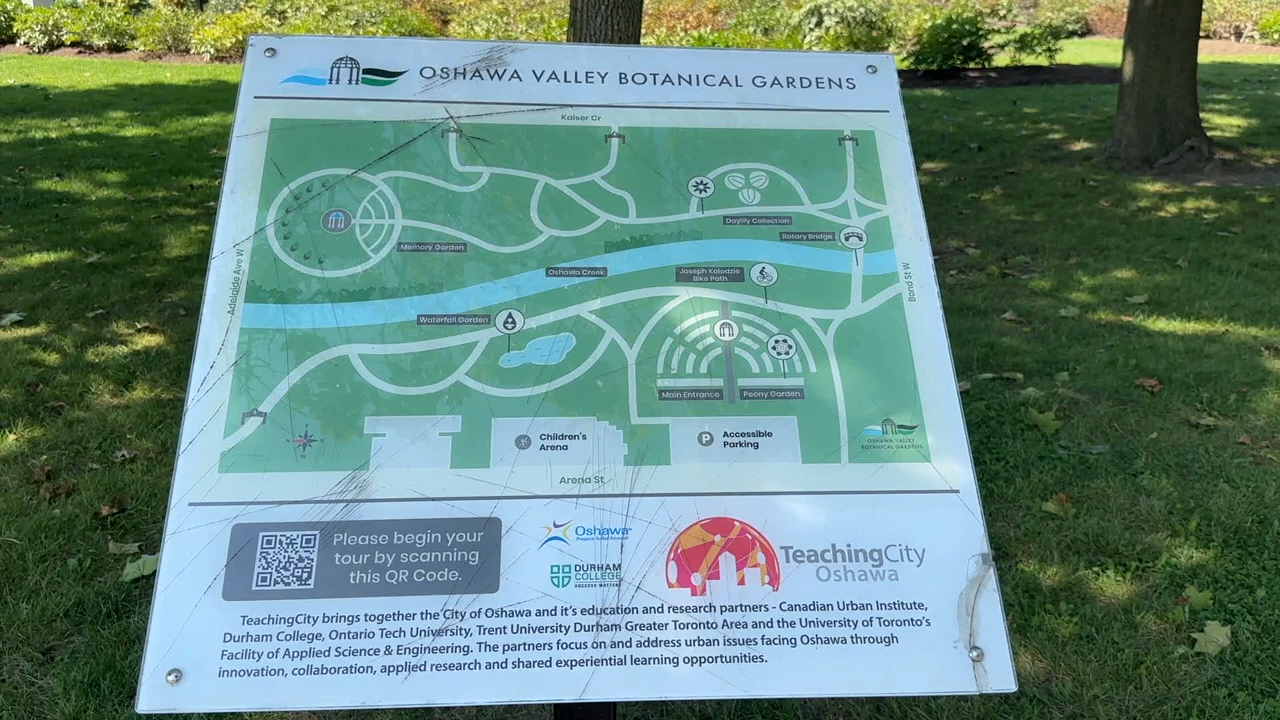 OSHAWA VALLEY BOTANICAL GARDENS
Kaiser Cr
Daylily Collection
Rotary Bridge
Memory Garden
Adelaide Ave W
Oshawa Creek
Joseph Kolodzie
Bike Path
Bond St W
Waterfall Garden
Main Entrance
Peony Garden
W
Children's
Arena
P
Accessible
Parking
OSHAWA VALLEY
BOTANICAL GARDENS
Arena St
Please begin your
tour by scanning
this QR Code.
Oshawa
DURHAM
COLLEGE
SUCCESS MATTERS
TeachingCity
Oshawa
TeachingCity brings together the City of Oshawa and it's education and research partners - Canadian Urban Institute,
Durham College, Ontario Tech University, Trent University Durham Greater Toronto Area and the University of Toronto's
Facility of Applied Science & Engineering. The partners focus on and address urban issues facing Oshawa through
innovation, collaboration, applied research and shared experiential learning opportunities.